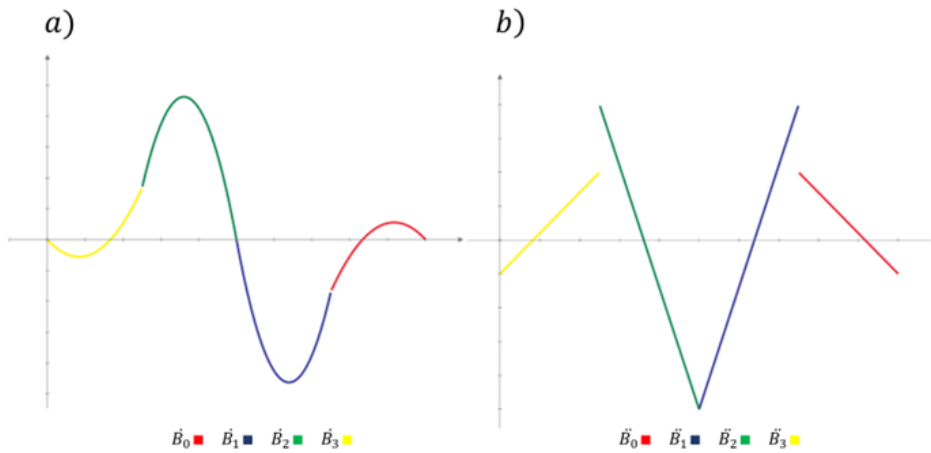 a) b)
Ḃ₀ Ḃ₁ Ḃ₂ Ḃ₃ B̈₀ B̈₁ B̈₂ B̈₃